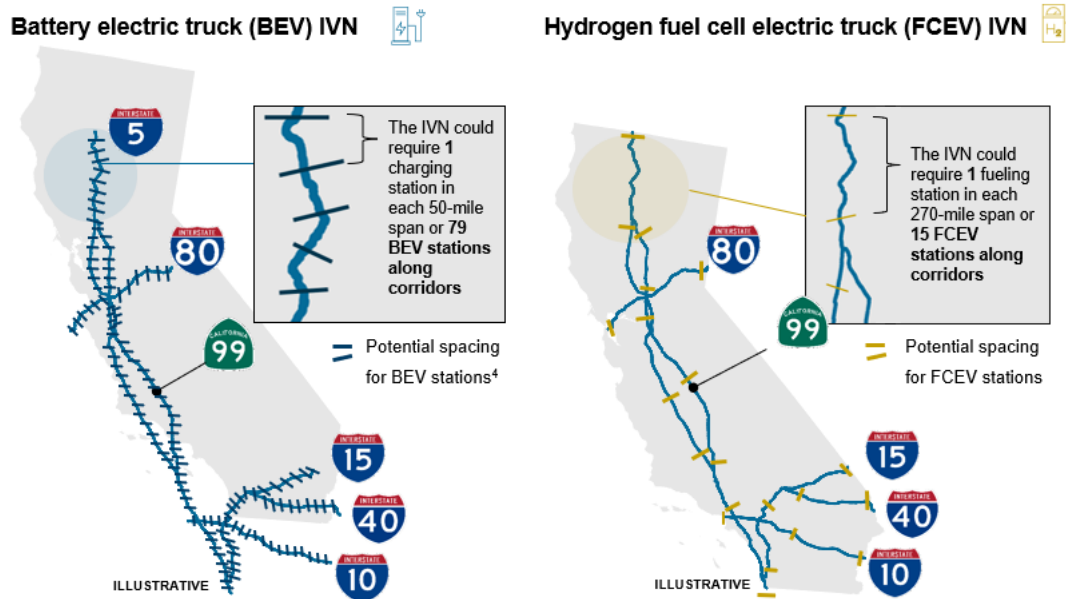 Battery electric truck (BEV) IVN
INTERSTATE
5
The IVN could
require 1
charging
station in
each 50-mile
span or 79
BEV stations
along
corridors
INTERSTATE
80
CALIFORNIA
99
Potential spacing
for BEV stations⁴
INTERSTATE
15
INTERSTATE
40
INTERSTATE
10
ILLUSTRATIVE
Hydrogen fuel cell electric truck (FCEV) IVN
H₂
The IVN could
require 1 fueling
station in each
270-mile span or
15 FCEV
stations along
corridors
INTERSTATE
80
CALIFORNIA
99
Potential spacing
for FCEV stations
INTERSTATE
15
INTERSTATE
40
INTERSTATE
10
ILLUSTRATIVE